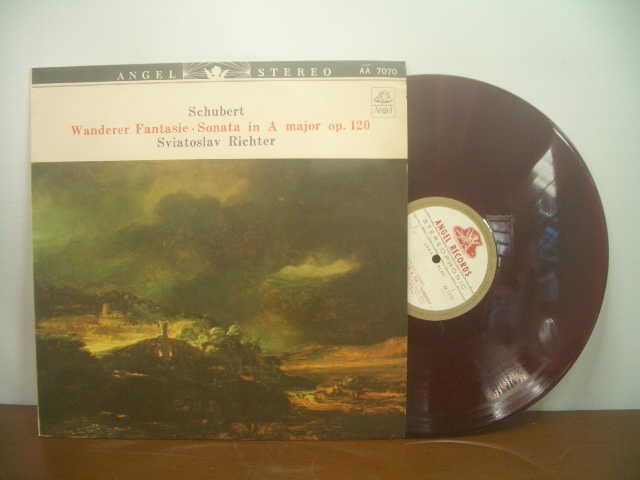 ANGEL STEREO AA 7070
Schubert
Angel
Wanderer Fantasie · Sonata in A major op. 120
Sviatoslav Richter
ANGEL RECORDS
STEREOPHONIC